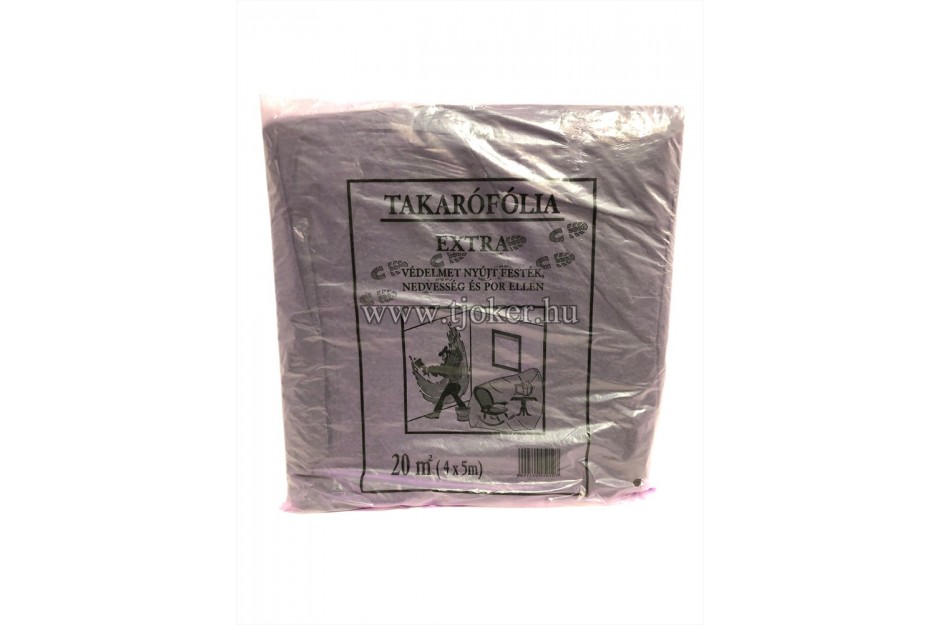 TAKARÓFÓLIA
EXTRA
VÉDELMET NYÚJT FESTÉK,
NEDVESSÉG ÉS POR ELLEN
www.tjoker.hu
20 m² (4 x 5m)